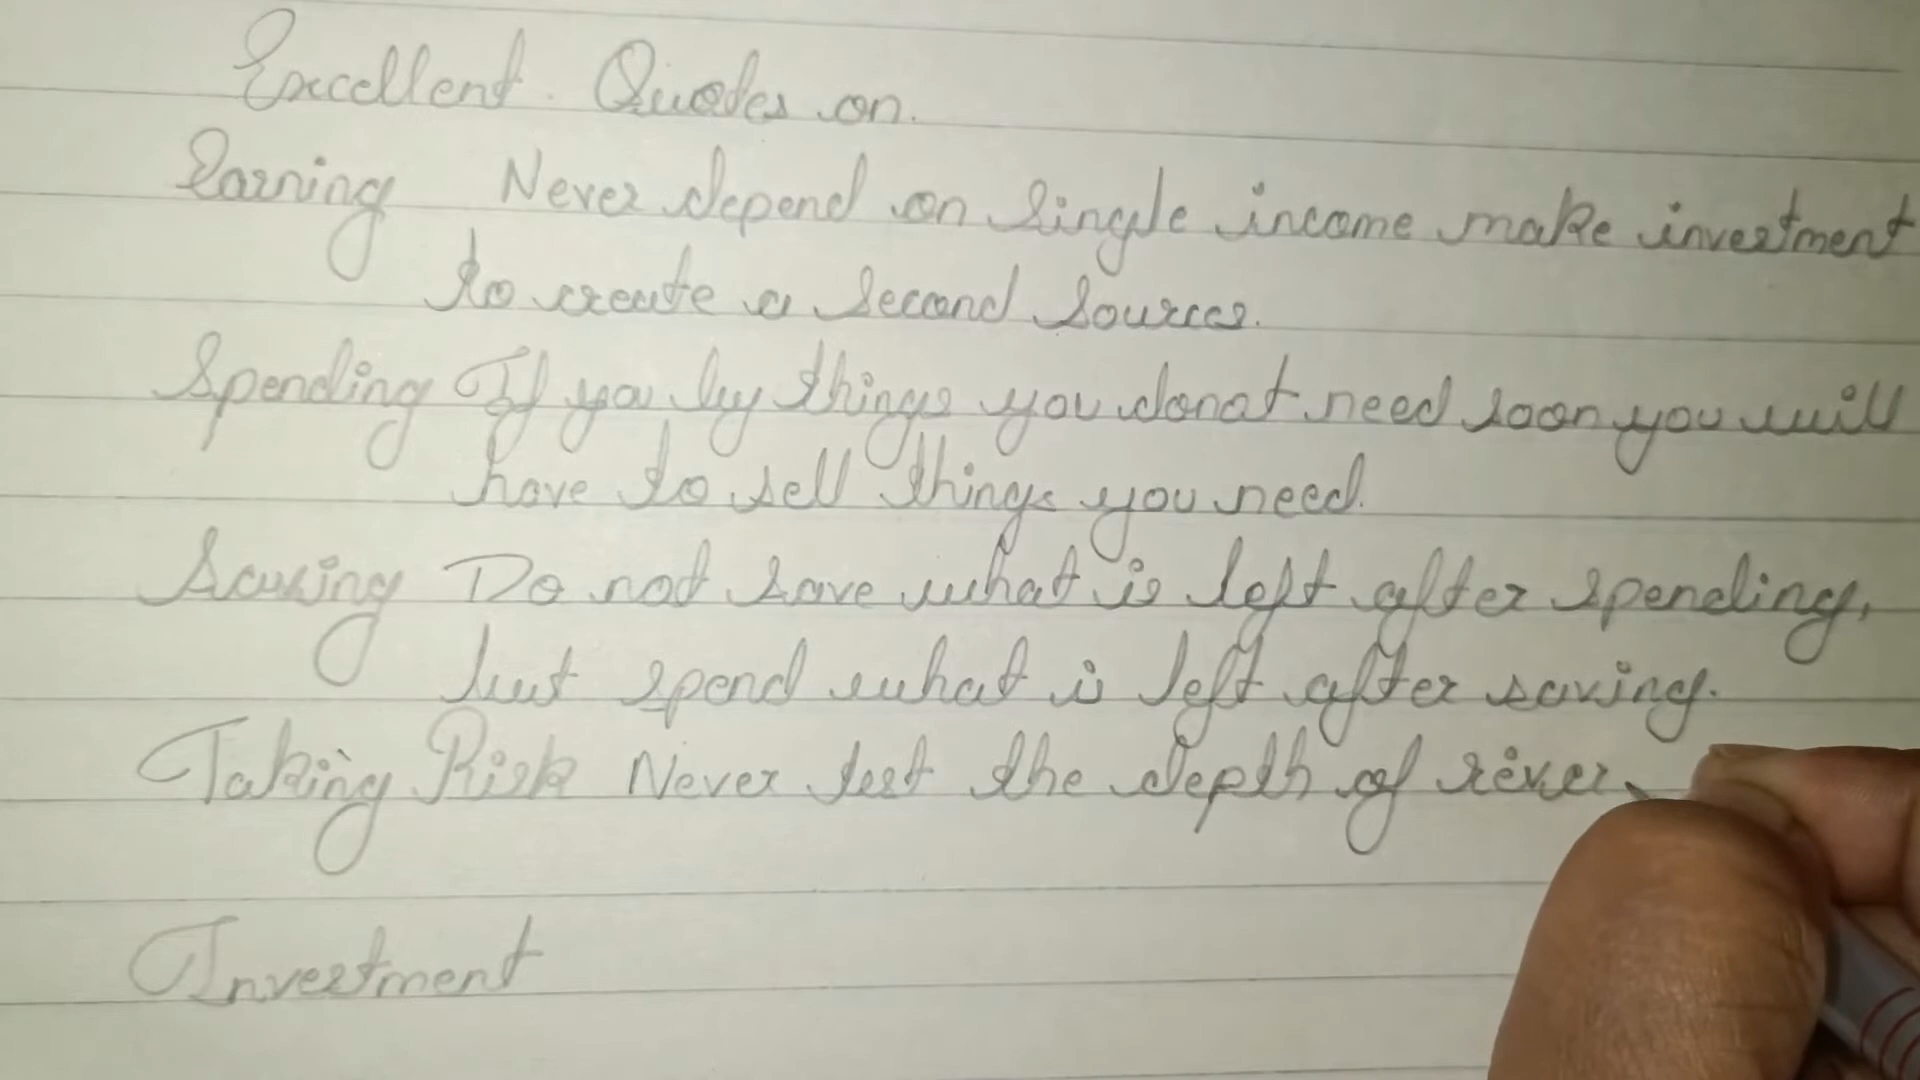 Excellent Quotes on.
Earning Never depend on single income make investment
to create a second sources.
Spending If you by things you donot need soon you will
have to sell things you need.
Saving Do not save what is left after spending,
but spend what is left after saving.
Taking Risk Never test the depth of river
Investment